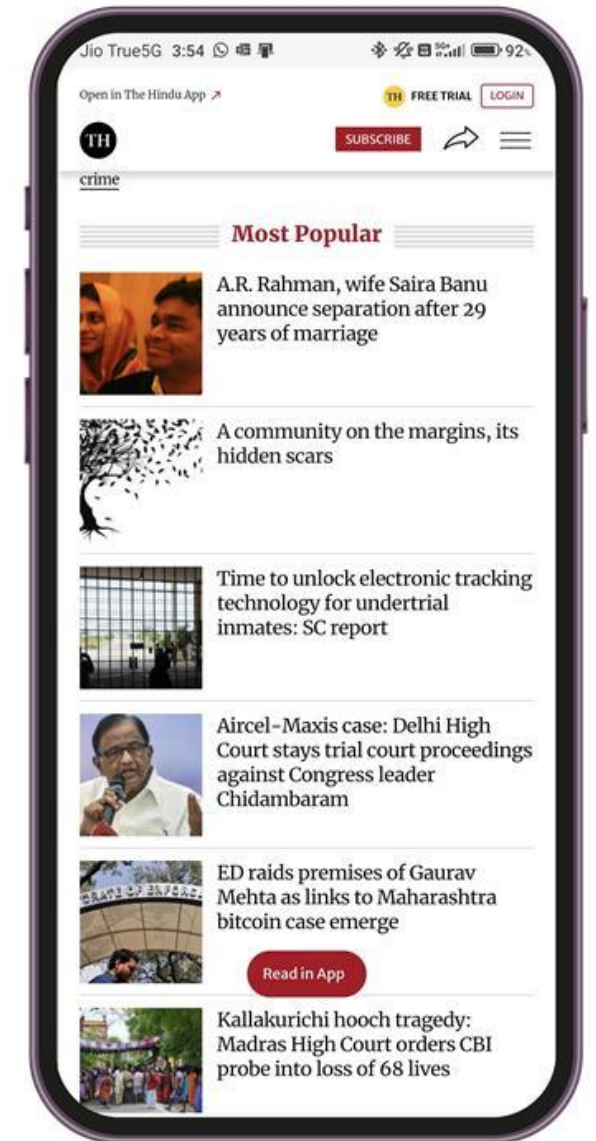 Jio True5G 3:54 92%
Open in The Hindu App ↗ TH FREE TRIAL LOGIN
TH SUBSCRIBE
crime
Most Popular
A.R. Rahman, wife Saira Banu
announce separation after 29
years of marriage
A community on the margins, its
hidden scars
Time to unlock electronic tracking
technology for undertrial
inmates: SC report
Aircel-Maxis case: Delhi High
Court stays trial court proceedings
against Congress leader
Chidambaram
ED raids premises of Gaurav
Mehta as links to Maharashtra
bitcoin case emerge
Read in App
Kallakurichi hooch tragedy:
Madras High Court orders CBI
probe into loss of 68 lives